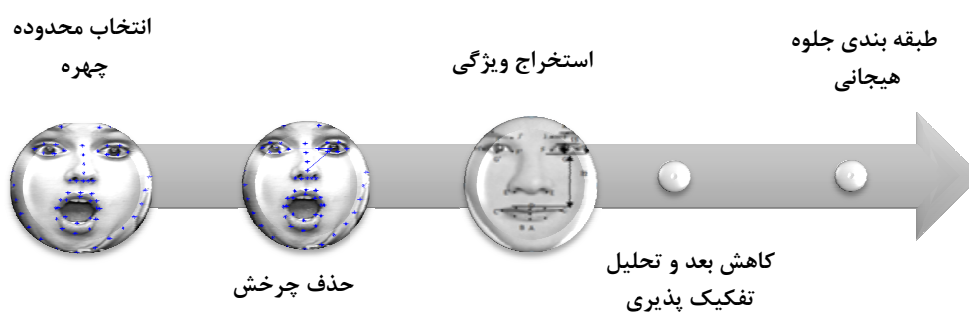 انتخاب محدوده
چهره
حذف چرخش
استخراج ویژگی
کاهش بعد و تحلیل
تفکیک پذیری
طبقه بندی جلوه
هیجانی